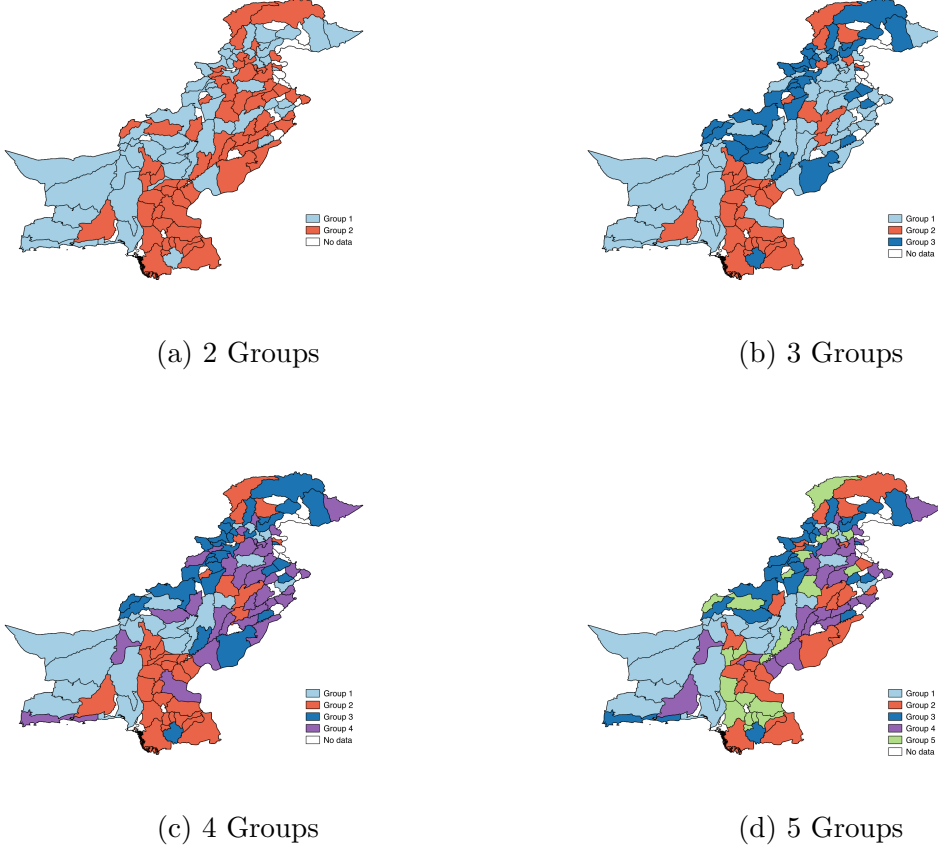 Group 1
Group 2
No data
(a) 2 Groups
Group 1
Group 2
Group 3
No data
(b) 3 Groups
Group 1
Group 2
Group 3
Group 4
No data
(c) 4 Groups
Group 1
Group 2
Group 3
Group 4
Group 5
No data
(d) 5 Groups